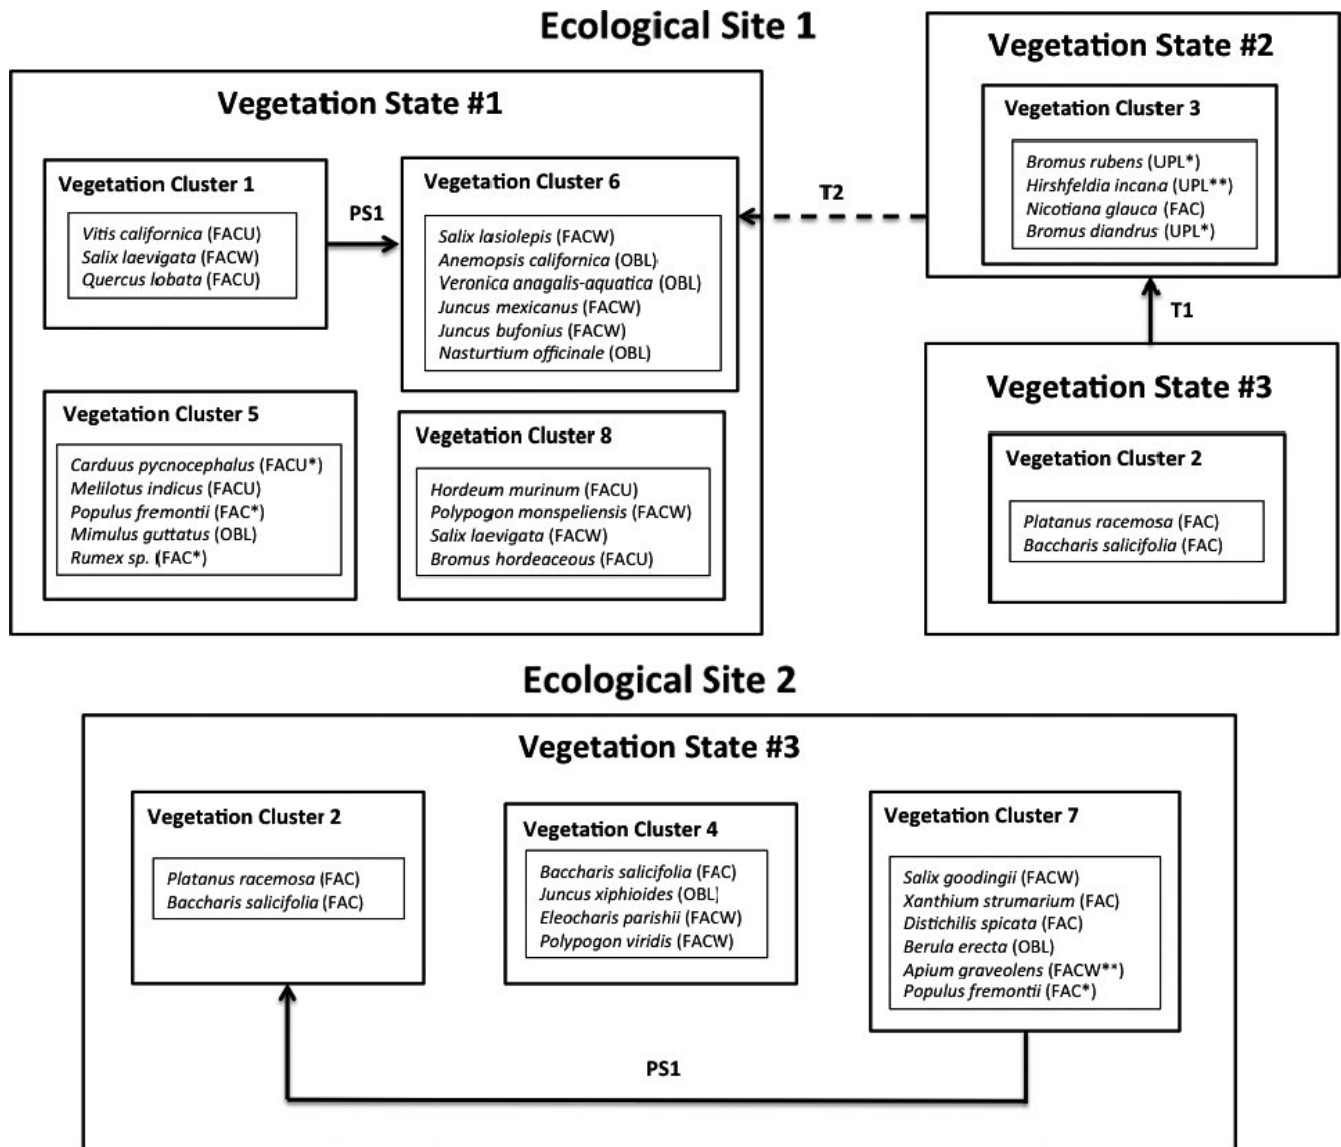 Ecological Site 1
Vegetation State #1
Vegetation Cluster 1
Vitis californica (FACU)
Salix laevigata (FACW)
Quercus lobata (FACU)
PS1
Vegetation Cluster 6
Salix lasiolepis (FACW)
Anemopsis californica (OBL)
Veronica anagalis-aquatica (OBL)
Juncus mexicanus (FACW)
Juncus bufonius (FACW)
Nasturtium officinale (OBL)
Vegetation Cluster 5
Carduus pycnocephalus (FACU*)
Melilotus indicus (FACU)
Populus fremontii (FAC*)
Mimulus guttatus (OBL)
Rumex sp. (FAC*)
Vegetation Cluster 8
Hordeum murinum (FACU)
Polypogon monspeliensis (FACW)
Salix laevigata (FACW)
Bromus hordeaceous (FACU)
T2
Vegetation State #2
Vegetation Cluster 3
Bromus rubens (UPL*)
Hirshfeldia incana (UPL**)
Nicotiana glauca (FAC)
Bromus diandrus (UPL*)
T1
Vegetation State #3
Vegetation Cluster 2
Platanus racemosa (FAC)
Baccharis salicifolia (FAC)
Ecological Site 2
Vegetation State #3
Vegetation Cluster 2
Platanus racemosa (FAC)
Baccharis salicifolia (FAC)
Vegetation Cluster 4
Baccharis salicifolia (FAC)
Juncus xiphioides (OBL)
Eleocharis parishii (FACW)
Polypogon viridis (FACW)
Vegetation Cluster 7
Salix goodingii (FACW)
Xanthium strumarium (FAC)
Distichilis spicata (FAC)
Berula erecta (OBL)
Apium graveolens (FACW**)
Populus fremontii (FAC*)
PS1